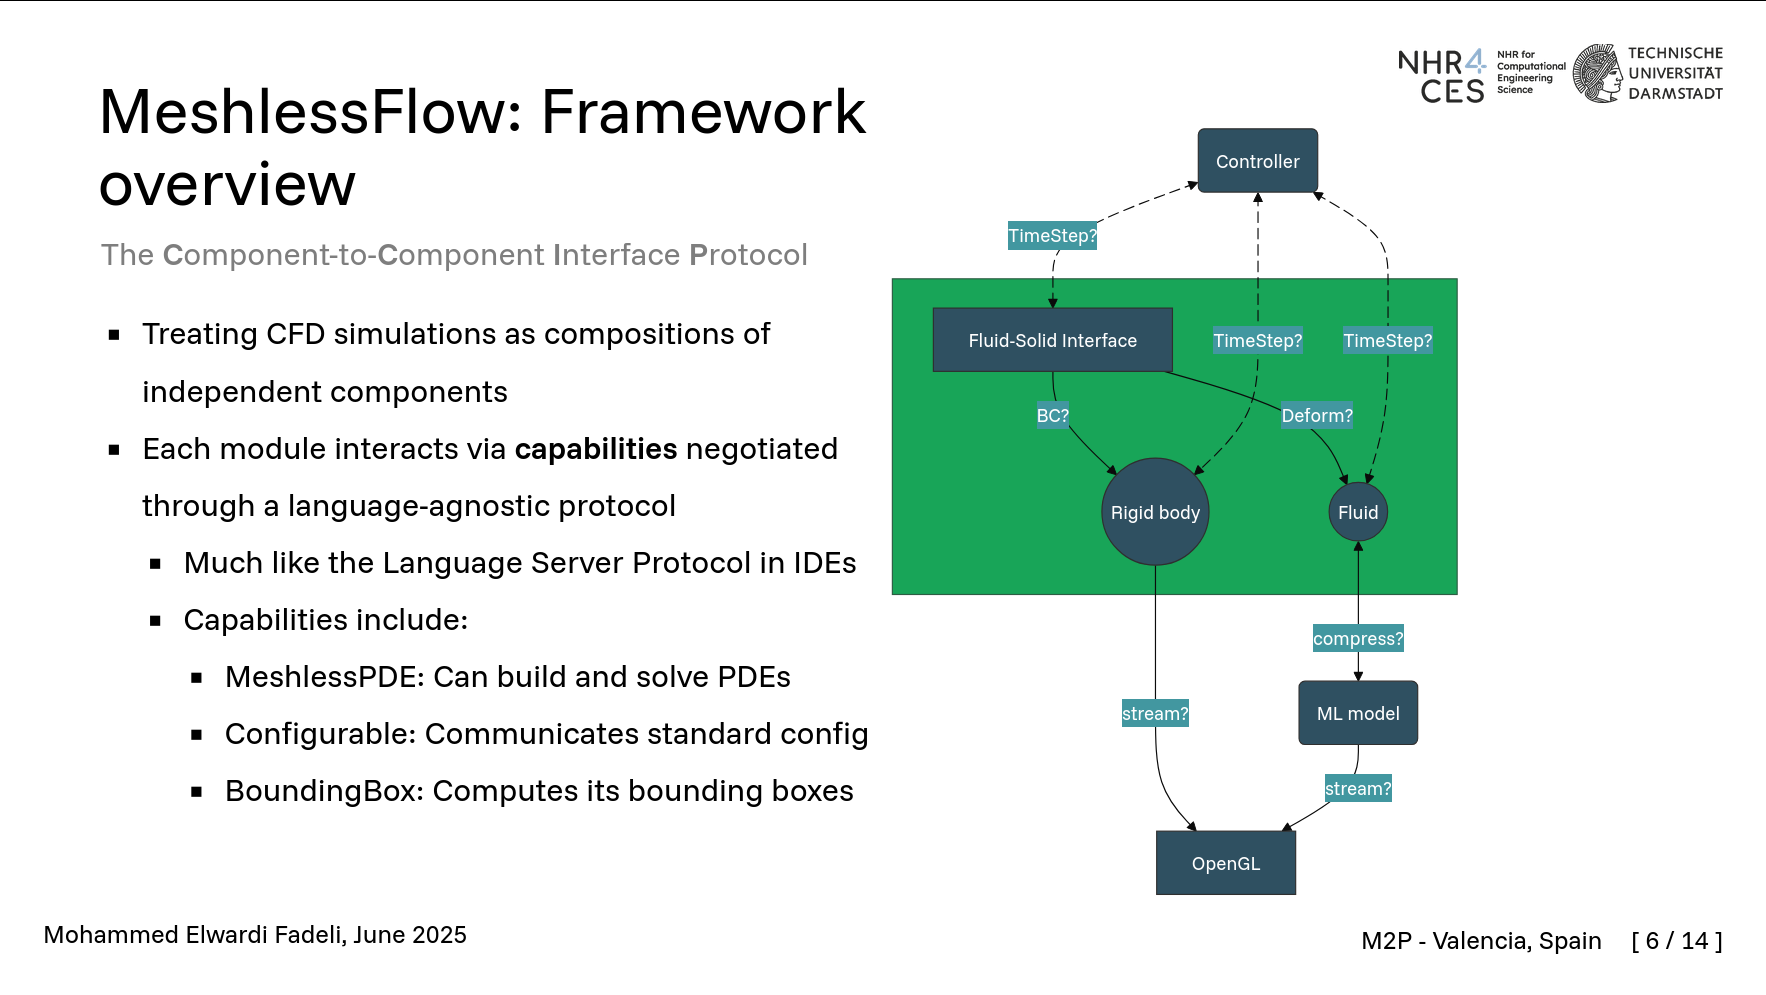 NHR4
CES
NHR for
Computational
Engineering
Science
TECHNISCHE
UNIVERSITÄT
DARMSTADT
MeshlessFlow: Framework
overview
The Component-to-Component Interface Protocol
▪ Treating CFD simulations as compositions of
independent components
▪ Each module interacts via capabilities negotiated
through a language-agnostic protocol
▪ Much like the Language Server Protocol in IDEs
▪ Capabilities include:
▪ MeshlessPDE: Can build and solve PDEs
▪ Configurable: Communicates standard config
▪ BoundingBox: Computes its bounding boxes
Controller
TimeStep?
Fluid-Solid Interface
TimeStep?
TimeStep?
BC?
Deform?
Rigid body
Fluid
compress?
stream?
ML model
stream?
OpenGL
Mohammed Elwardi Fadeli, June 2025
M2P - Valencia, Spain [ 6 / 14 ]